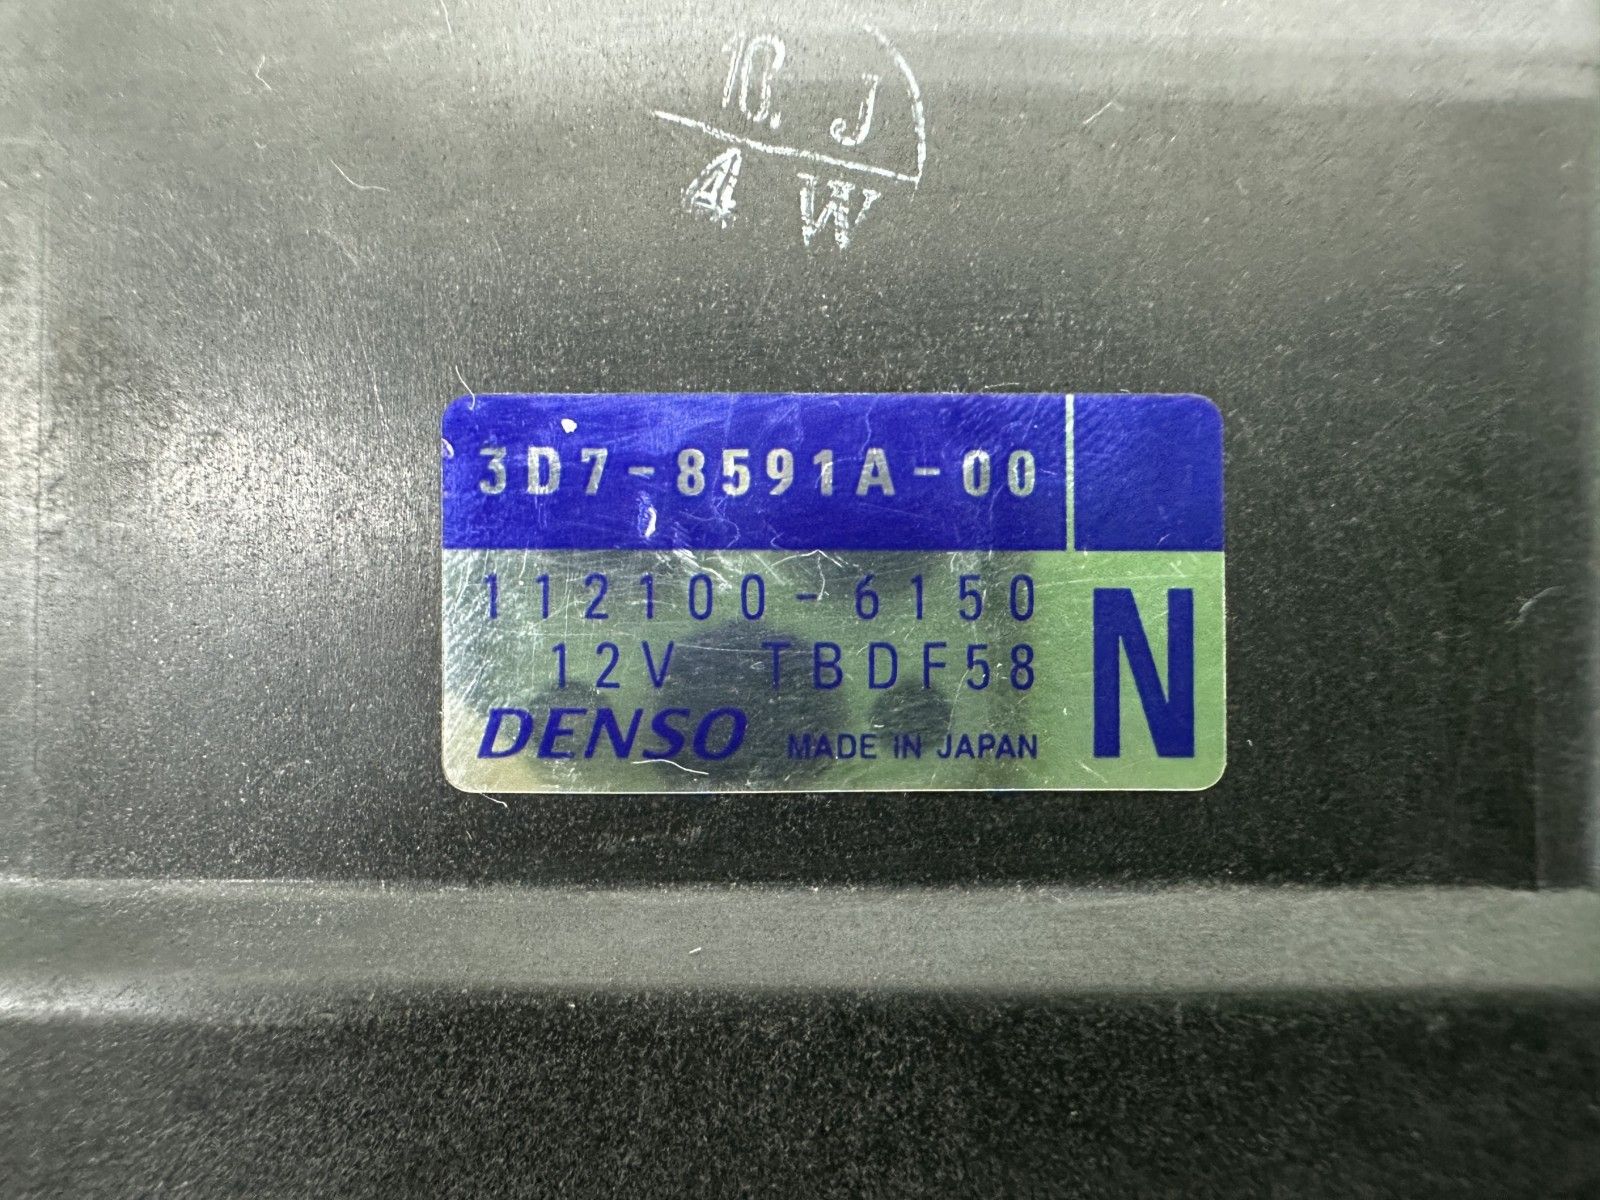 10. J
4 W
3D7-8591A-00
112100-6150
12V TBDF58
N
DENSO MADE IN JAPAN